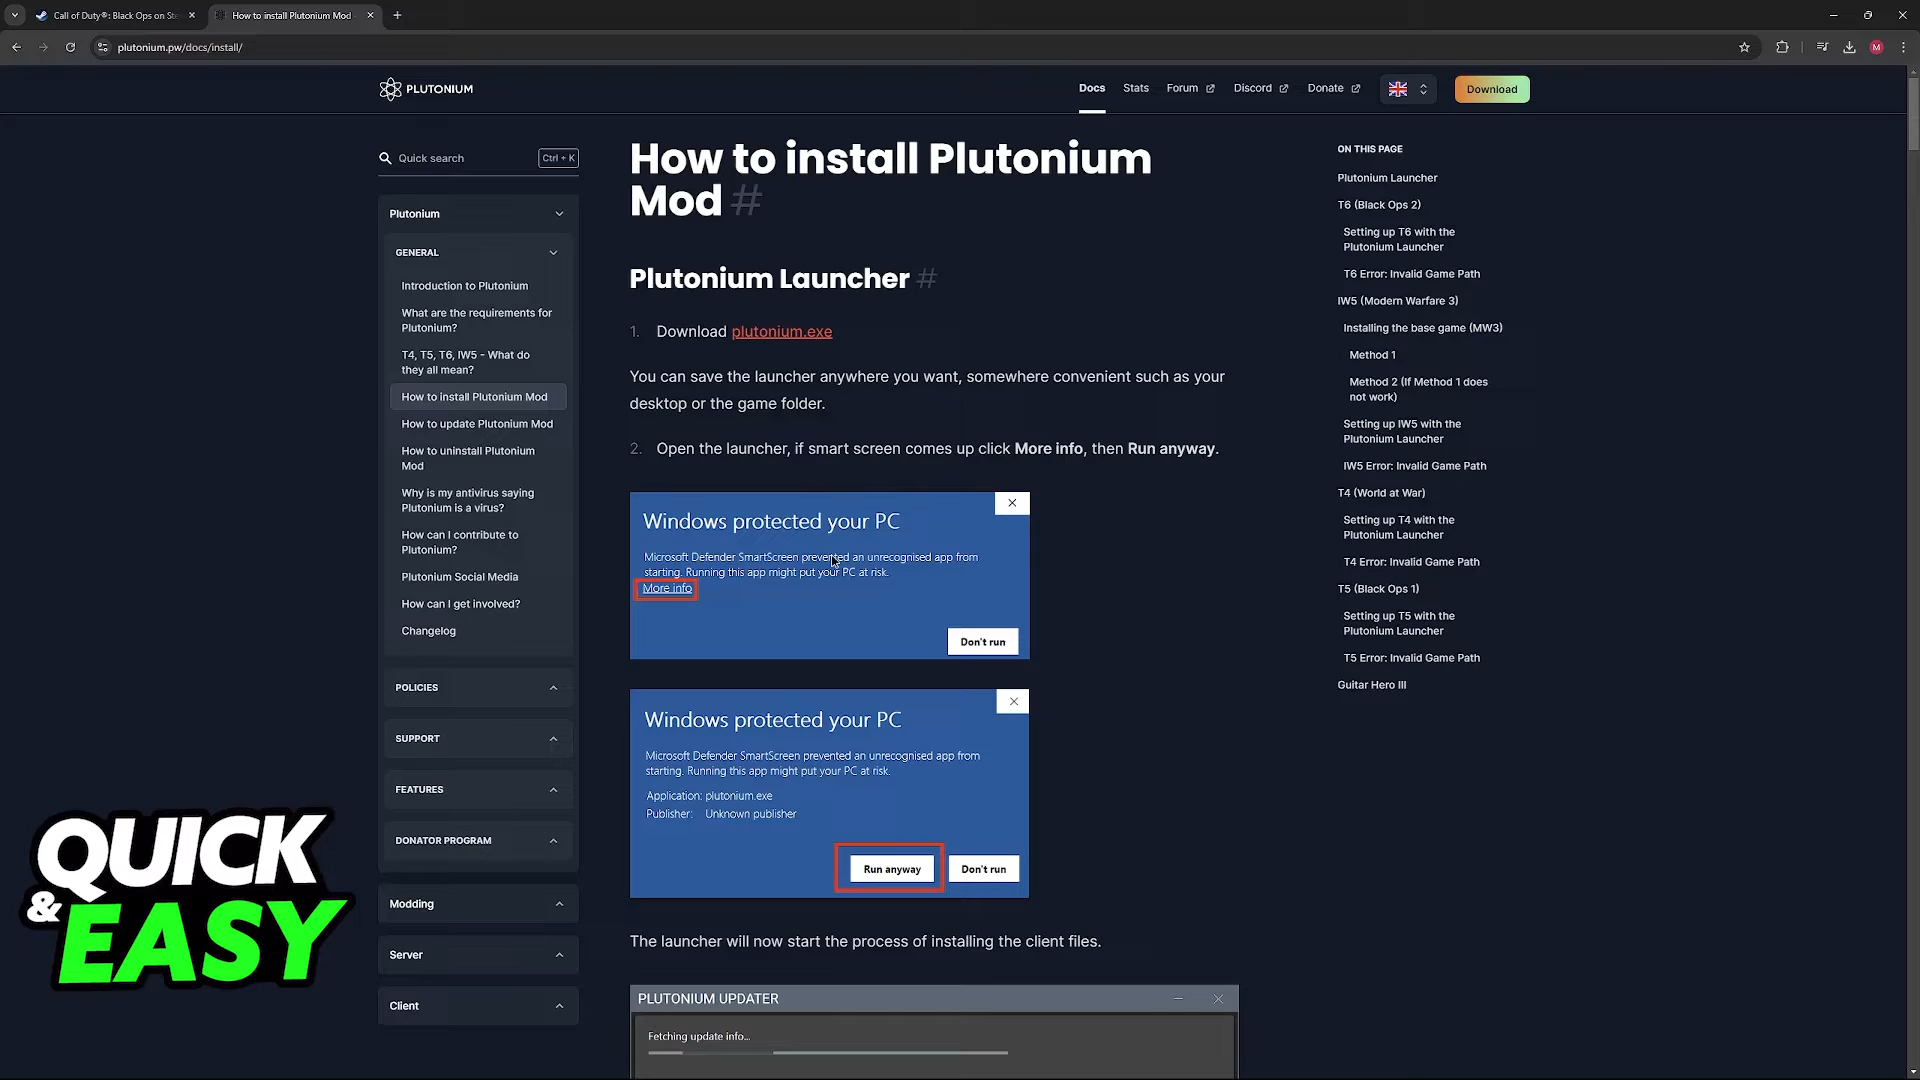 Call of Duty®: Black Ops on Ste
How to install Plutonium Mod
plutonium.pw/docs/install/
M
PLUTONIUM
Docs
Stats
Forum
Discord
Donate
Download
Quick search
Ctrl + K
Plutonium
GENERAL
Introduction to Plutonium
What are the requirements for
Plutonium?
T4, T5, T6, IW5 - What do
they all mean?
How to install Plutonium Mod
How to update Plutonium Mod
How to uninstall Plutonium
Mod
Why is my antivirus saying
Plutonium is a virus?
How can I contribute to
Plutonium?
Plutonium Social Media
How can I get involved?
Changelog
POLICIES
SUPPORT
FEATURES
DONATOR PROGRAM
Modding
Server
Client
How to install Plutonium
Mod #
Plutonium Launcher #
1. Download plutonium.exe
You can save the launcher anywhere you want, somewhere convenient such as your
desktop or the game folder.
2. Open the launcher, if smart screen comes up click More info, then Run anyway.
Windows protected your PC
Microsoft Defender SmartScreen prevented an unrecognised app from
starting. Running this app might put your PC at risk.
More info
Don't run
Windows protected your PC
Microsoft Defender SmartScreen prevented an unrecognised app from
starting. Running this app might put your PC at risk.
Application: plutonium.exe
Publisher: Unknown publisher
Run anyway
Don't run
The launcher will now start the process of installing the client files.
PLUTONIUM UPDATER
Fetching update info...
ON THIS PAGE
Plutonium Launcher
T6 (Black Ops 2)
Setting up T6 with the
Plutonium Launcher
T6 Error: Invalid Game Path
IW5 (Modern Warfare 3)
Installing the base game (MW3)
Method 1
Method 2 (If Method 1 does
not work)
Setting up IW5 with the
Plutonium Launcher
IW5 Error: Invalid Game Path
T4 (World at War)
Setting up T4 with the
Plutonium Launcher
T4 Error: Invalid Game Path
T5 (Black Ops 1)
Setting up T5 with the
Plutonium Launcher
T5 Error: Invalid Game Path
Guitar Hero III
QUICK
&EASY